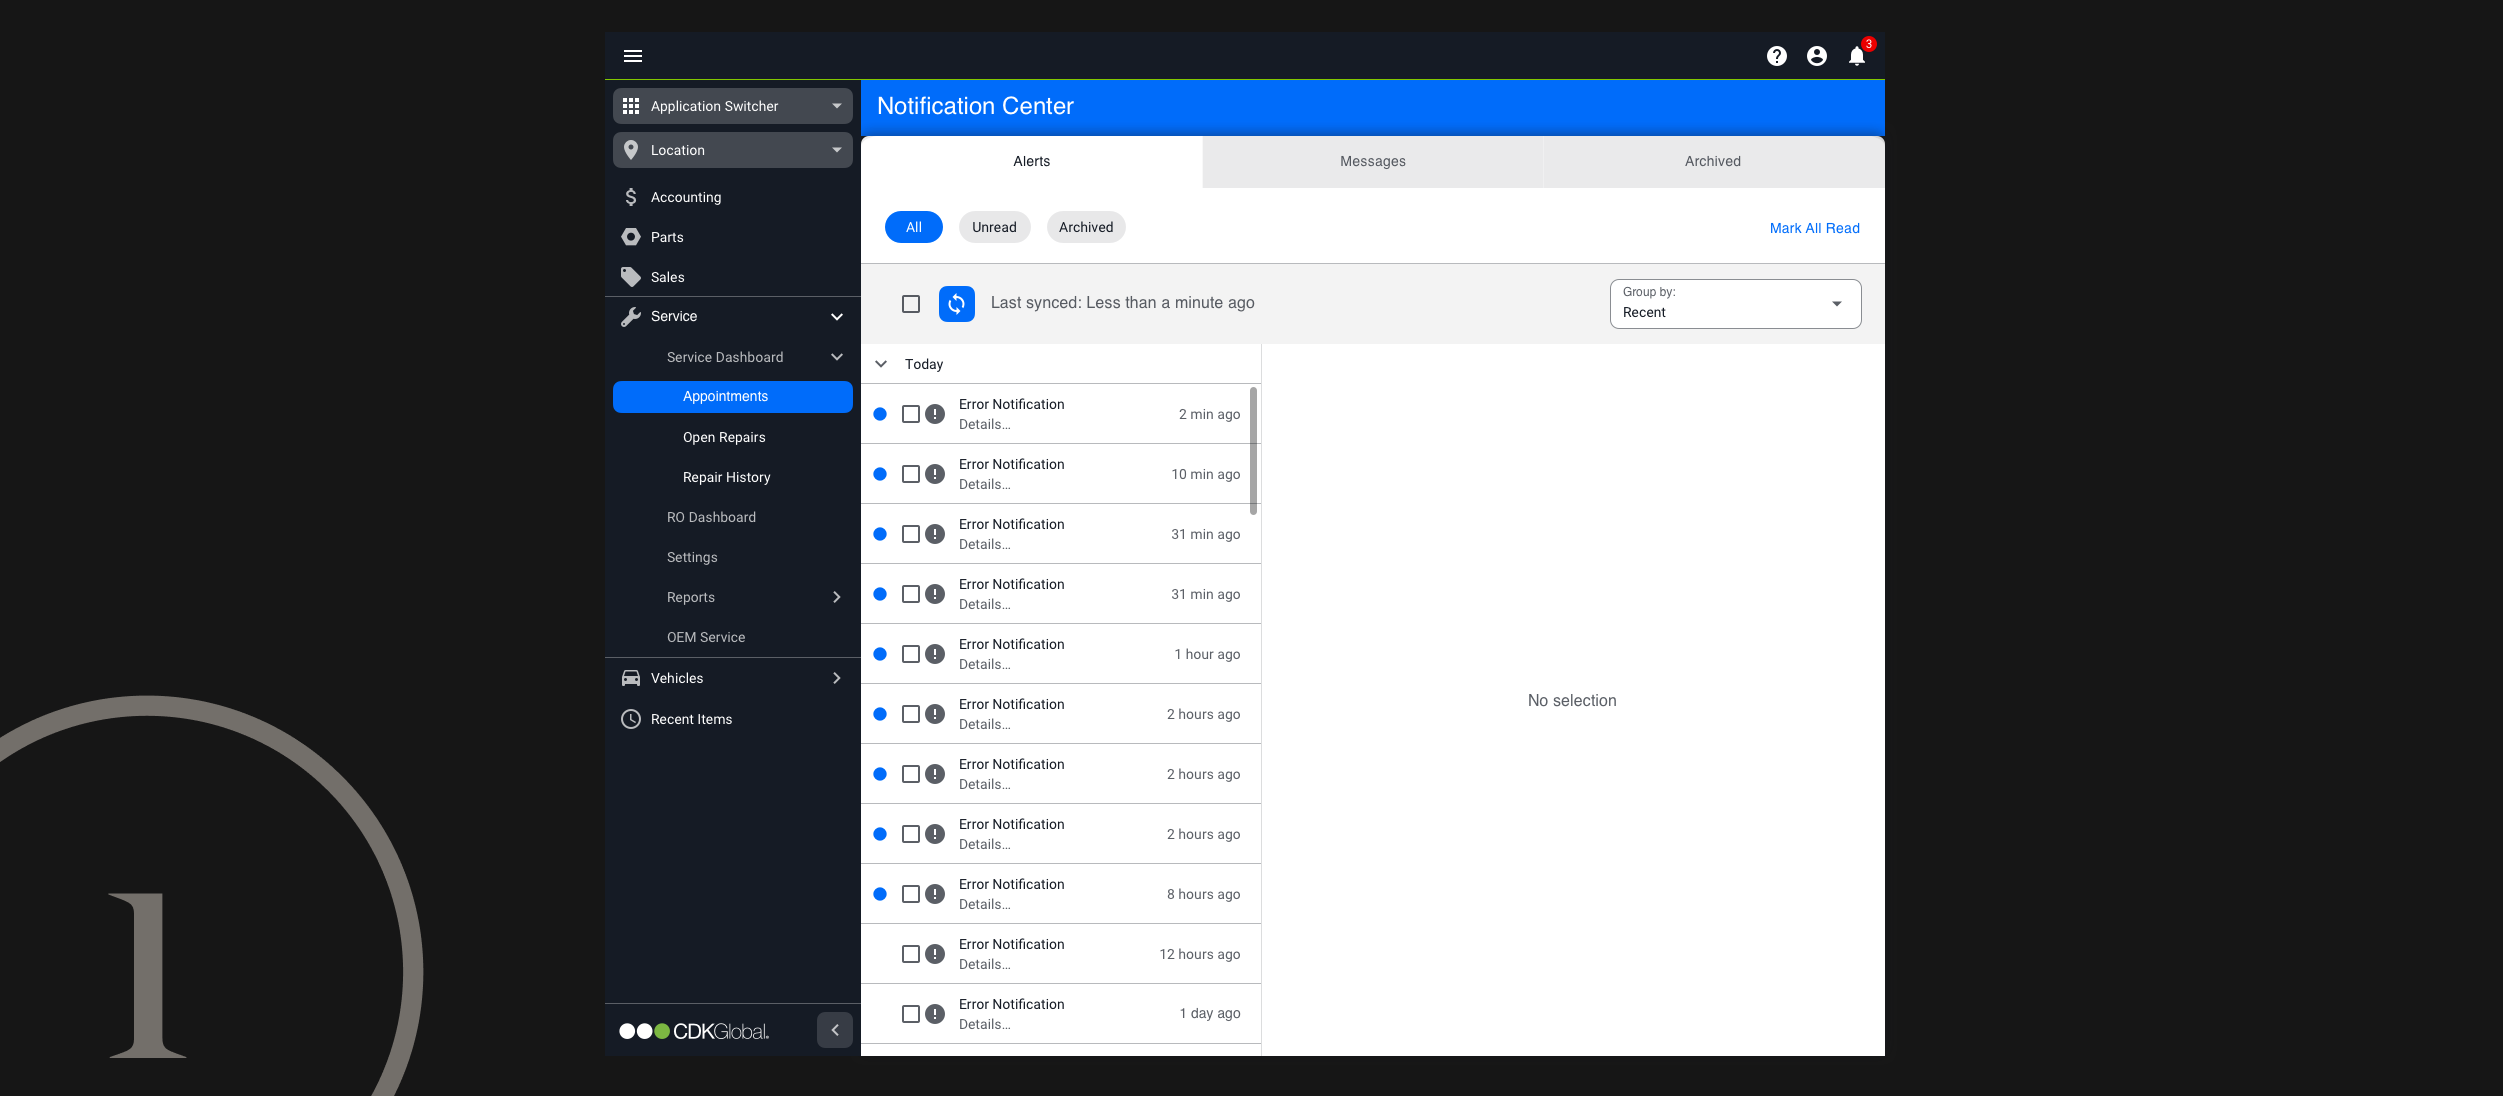 3
Application Switcher
Location
Accounting
Parts
Sales
Service
Service Dashboard
Appointments
Open Repairs
Repair History
RO Dashboard
Settings
Reports
OEM Service
Vehicles
Recent Items
CDKGlobal.
Notification Center
Alerts Messages Archived
All Unread Archived Mark All Read
Last synced: Less than a minute ago
Group by:
Recent
Today
Error Notification
Details... 2 min ago
Error Notification
Details... 10 min ago
Error Notification
Details... 31 min ago
Error Notification
Details... 31 min ago
Error Notification
Details... 1 hour ago
Error Notification
Details... 2 hours ago
Error Notification
Details... 2 hours ago
Error Notification
Details... 2 hours ago
Error Notification
Details... 8 hours ago
Error Notification
Details... 12 hours ago
Error Notification
Details... 1 day ago
No selection
1